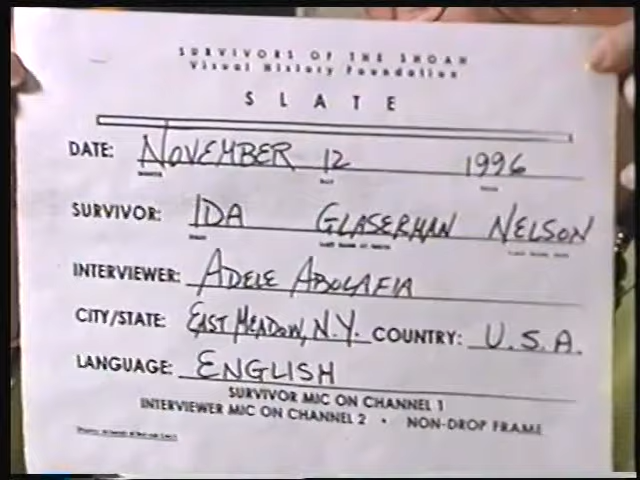 SURVIVORS OF THE SHOAH
Visual History Foundation
SLATE
DATE: NOVEMBER 12 1996
SURVIVOR: IDA GLASERMAN NELSON
INTERVIEWER: ADELE ABOLAFIA
CITY/STATE: EAST MEADOW, N.Y. COUNTRY: U.S.A.
LANGUAGE: ENGLISH
SURVIVOR MIC ON CHANNEL 1
INTERVIEWER MIC ON CHANNEL 2 • NON-DROP FRAME